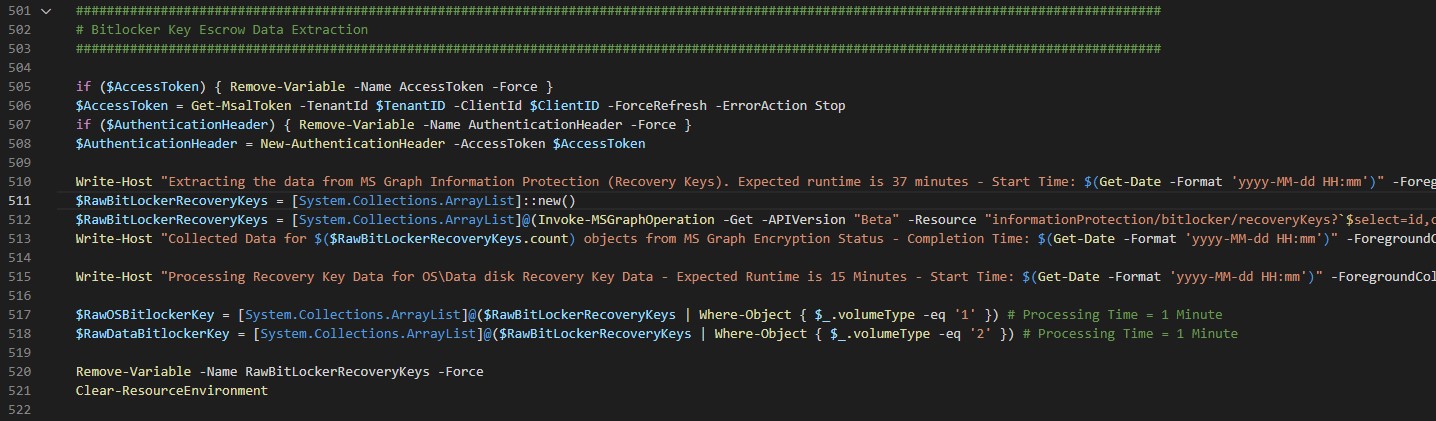 501 #############################################################################################################################################
502 # Bitlocker Key Escrow Data Extraction
503 #############################################################################################################################################
504
505 if ($AccessToken) { Remove-Variable -Name AccessToken -Force }
506 $AccessToken = Get-MsalToken -TenantId $TenantID -ClientId $ClientID -ForceRefresh -ErrorAction Stop
507 if ($AuthenticationHeader) { Remove-Variable -Name AuthenticationHeader -Force }
508 $AuthenticationHeader = New-AuthenticationHeader -AccessToken $AccessToken
509
510 Write-Host "Extracting the data from MS Graph Information Protection (Recovery Keys). Expected runtime is 37 minutes - Start Time: $(Get-Date -Format 'yyyy-MM-dd HH:mm')" -Foreg
511 $RawBitLockerRecoveryKeys = [System.Collections.ArrayList]::new()
512 $RawBitLockerRecoveryKeys = [System.Collections.ArrayList]@(Invoke-MSGraphOperation -Get -APIVersion "Beta" -Resource "informationProtection/bitlocker/recoveryKeys?`$select=id,c
513 Write-Host "Collected Data for $($RawBitLockerRecoveryKeys.count) objects from MS Graph Encryption Status - Completion Time: $(Get-Date -Format 'yyyy-MM-dd HH:mm')" -ForegroundC
514
515 Write-Host "Processing Recovery Key Data for OS\Data disk Recovery Key Data - Expected Runtime is 15 Minutes - Start Time: $(Get-Date -Format 'yyyy-MM-dd HH:mm')" -ForegroundCol
516
517 $RawOSBitlockerKey = [System.Collections.ArrayList]@($RawBitLockerRecoveryKeys | Where-Object { $_.volumeType -eq '1' }) # Processing Time = 1 Minute
518 $RawDataBitlockerKey = [System.Collections.ArrayList]@($RawBitLockerRecoveryKeys | Where-Object { $_.volumeType -eq '2' }) # Processing Time = 1 Minute
519
520 Remove-Variable -Name RawBitLockerRecoveryKeys -Force
521 Clear-ResourceEnvironment
522